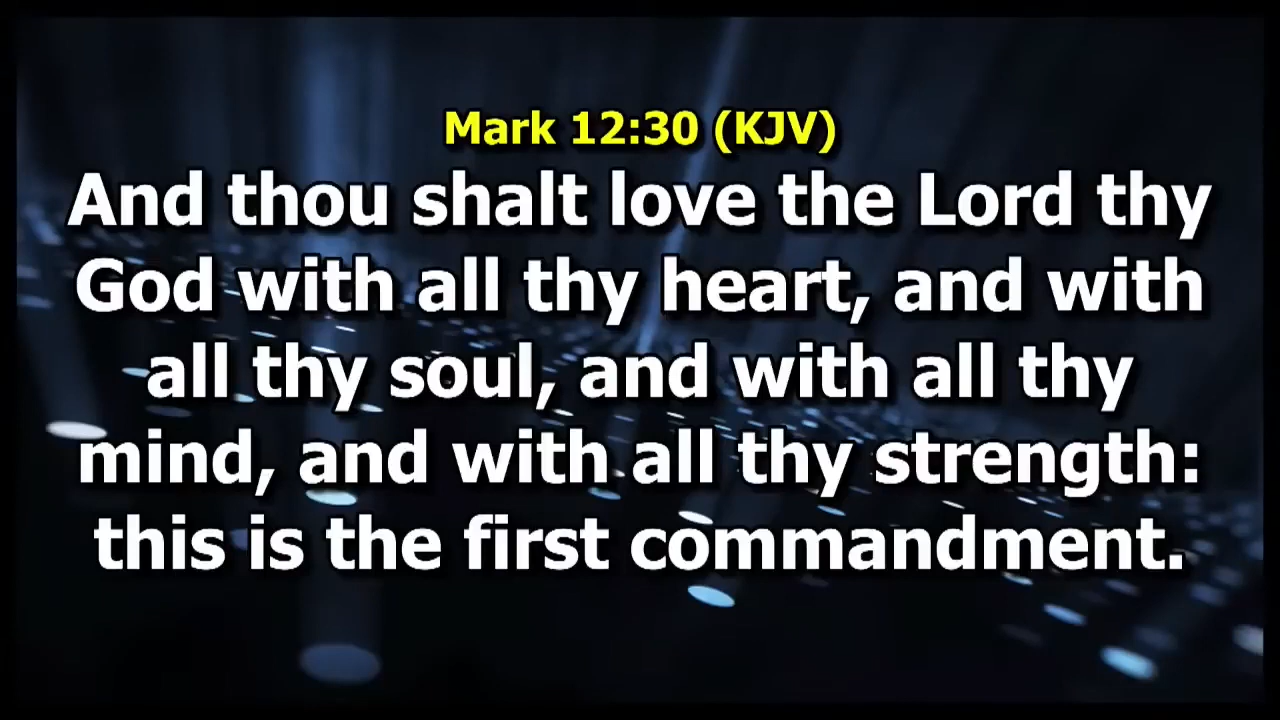 Mark 12:30 (KJV)
And thou shalt love the Lord thy
God with all thy heart, and with
all thy soul, and with all thy
mind, and with all thy strength:
this is the first commandment.